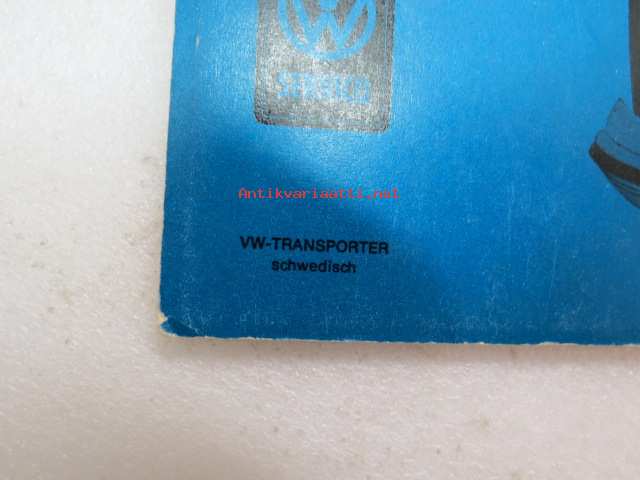 Antikvariaatti.net
VW-TRANSPORTER
schwedisch